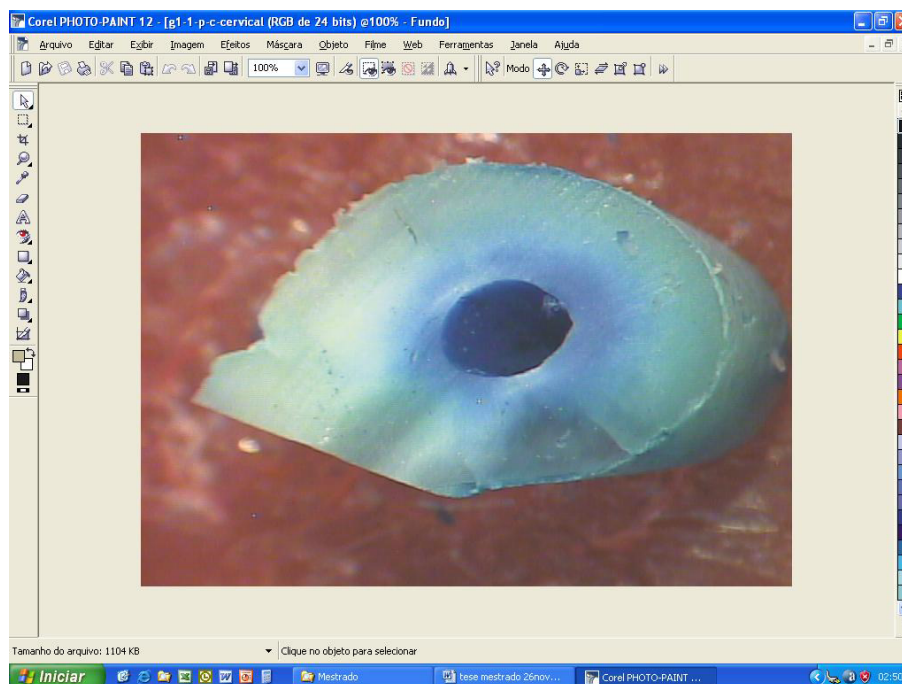 Corel PHOTO-PAINT 12 - [g1-1-p-c-cervical (RGB de 24 bits) @100% - Fundo]
Arquivo Editar Exibir Imagem Efeitos Máscara Objeto Filme Web Ferramentas Janela Ajuda
100% Modo
Tamanho do arquivo: 1104 KB Clique no objeto para selecionar
Iniciar Mestrado tese mestrado 26nov... Corel PHOTO-PAINT ... 02:50